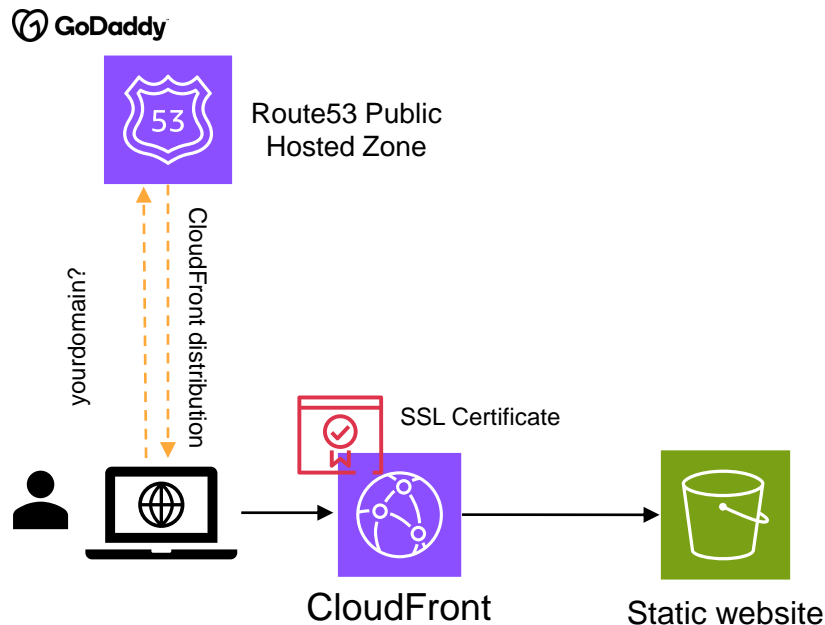 GoDaddy
53
Route53 Public
Hosted Zone
yourdomain?
CloudFront distribution
SSL Certificate
CloudFront
Static website